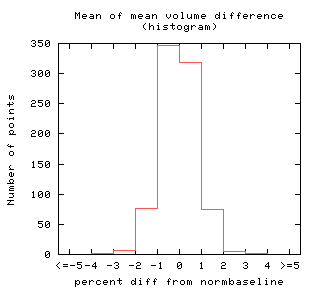 Mean of mean volume difference
(histogram)
350
300
250
200
150
100
50
0
Number of points
<=-5 -4 -3 -2 -1 0 1 2 3 4 >=5
percent diff from normbaseline